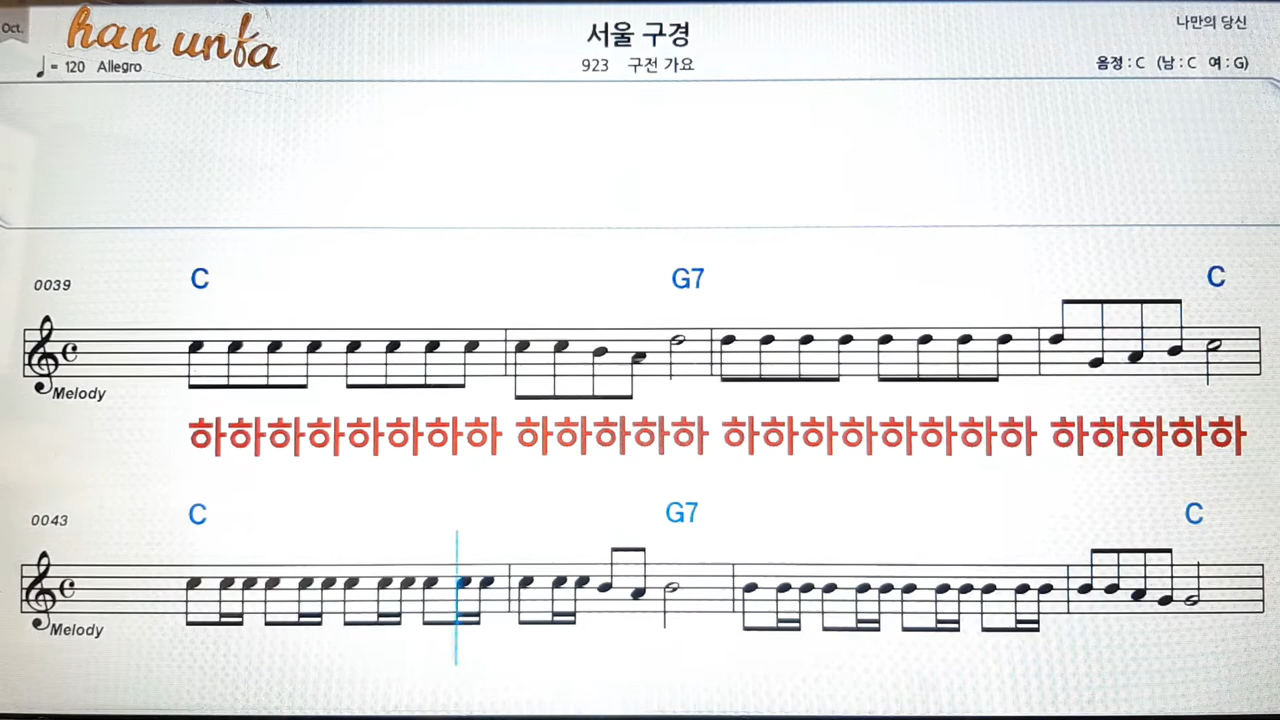 Oct.
han unfa
서울 구경
나만의 당신
♩= 120 Allegro
923 구전 가요
음정 : C (남 : C 여 : G)
C G7 C
0039
Melody
하하하하하하하하 하하하하하 하하하하하하하하 하하하하하
C G7 C
0043
Melody